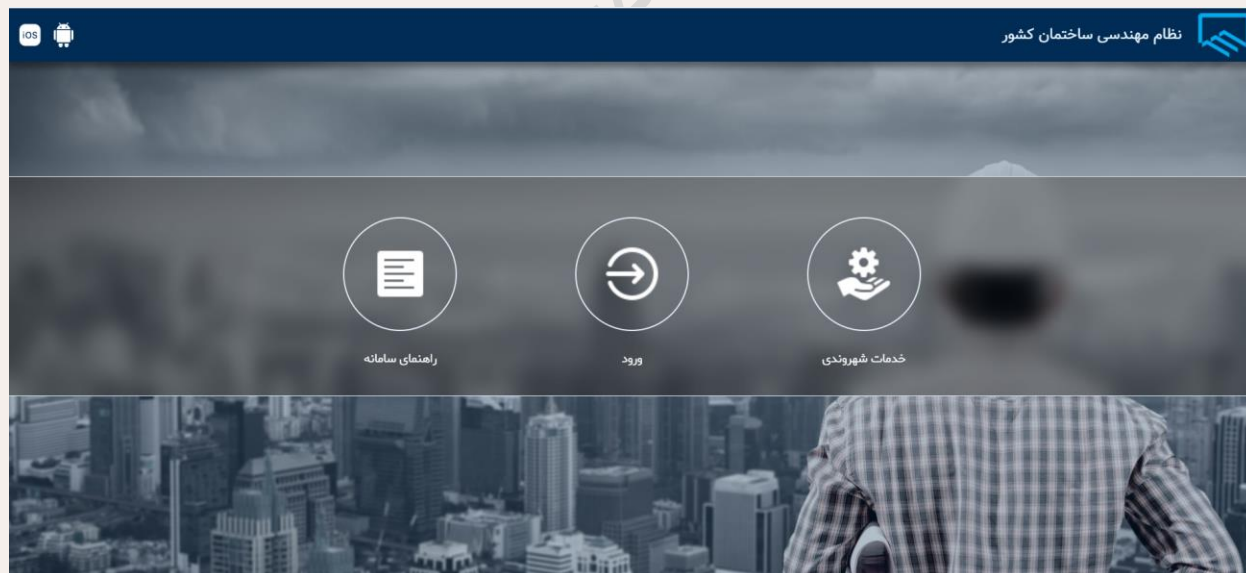 نظام مهندسی ساختمان کشور
iOS
خدمات شهروندی
ورود
راهنمای سامانه